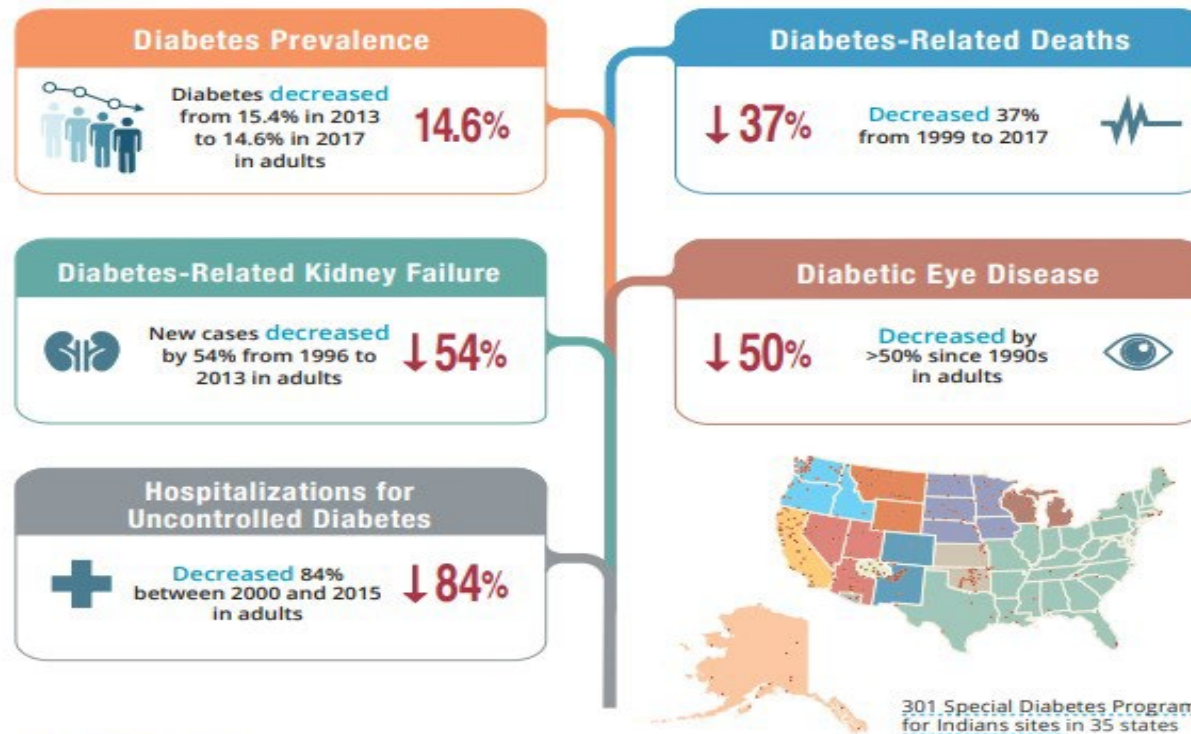 Diabetes Prevalence
Diabetes decreased
from 15.4% in 2013
to 14.6% in 2017
in adults
14.6%
Diabetes-Related Deaths
↓ 37%
Decreased 37%
from 1999 to 2017
Diabetes-Related Kidney Failure
New cases decreased
by 54% from 1996 to
2013 in adults
↓ 54%
Diabetic Eye Disease
↓ 50%
Decreased by
>50% since 1990s
in adults
Hospitalizations for
Uncontrolled Diabetes
Decreased 84%
between 2000 and 2015
in adults
↓ 84%
301 Special Diabetes Program
for Indians sites in 35 states